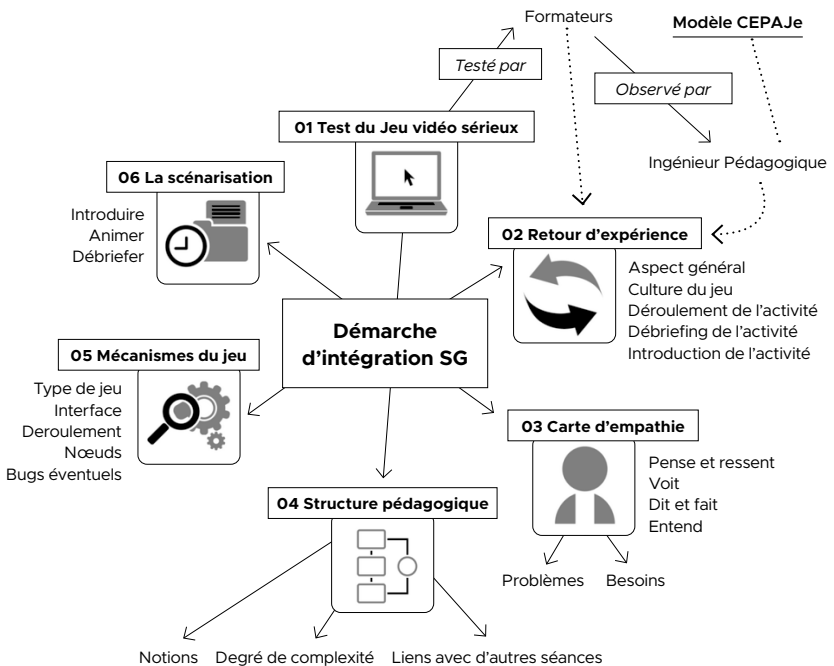 Formateurs
Modèle CEPAJe
Testé par
Observé par
01 Test du Jeu vidéo sérieux
Ingénieur Pédagogique
06 La scénarisation
Introduire
Animer
Débriefer
02 Retour d'expérience
Aspect général
Culture du jeu
Déroulement de l'activité
Débriefing de l'activité
Introduction de l'activité
Démarche
d'intégration SG
05 Mécanismes du jeu
Type de jeu
Interface
Deroulement
Nœuds
Bugs éventuels
03 Carte d'empathie
Pense et ressent
Voit
Dit et fait
Entend
Problèmes
Besoins
04 Structure pédagogique
Notions
Degré de complexité
Liens avec d'autres séances